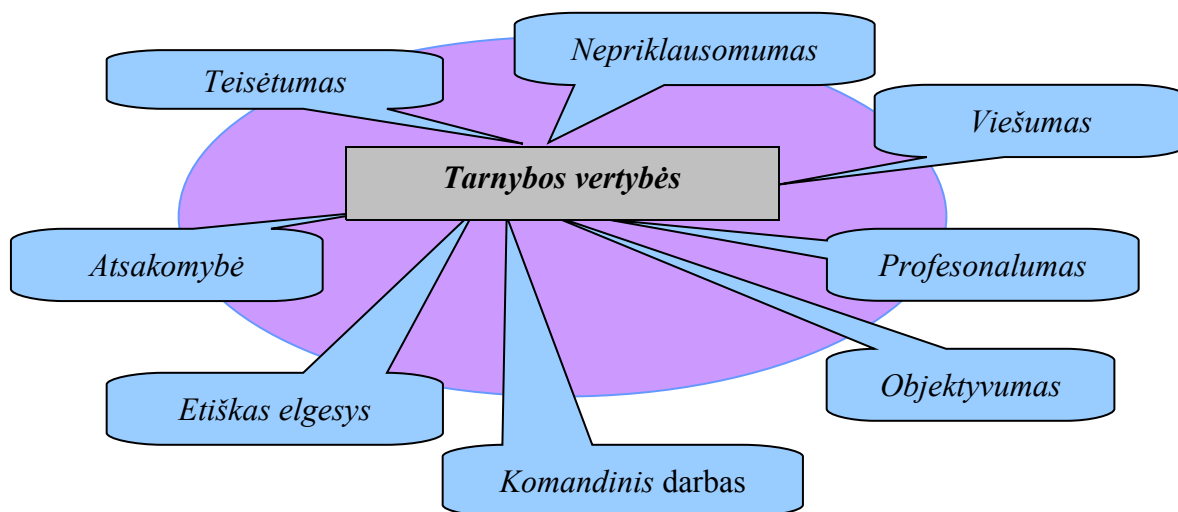 Nepriklausomumas
Teisėtumas
Viešumas
Tarnybos vertybės
Atsakomybė
Profesonalumas
Objektyvumas
Etiškas elgesys
Komandinis darbas